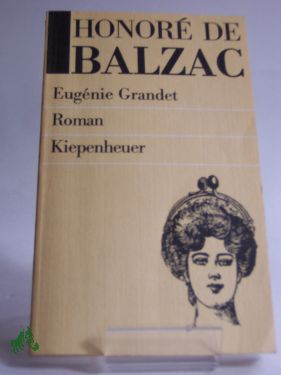 HONORÉ DE
BALZAC
Eugénie Grandet
Roman
Kiepenheuer